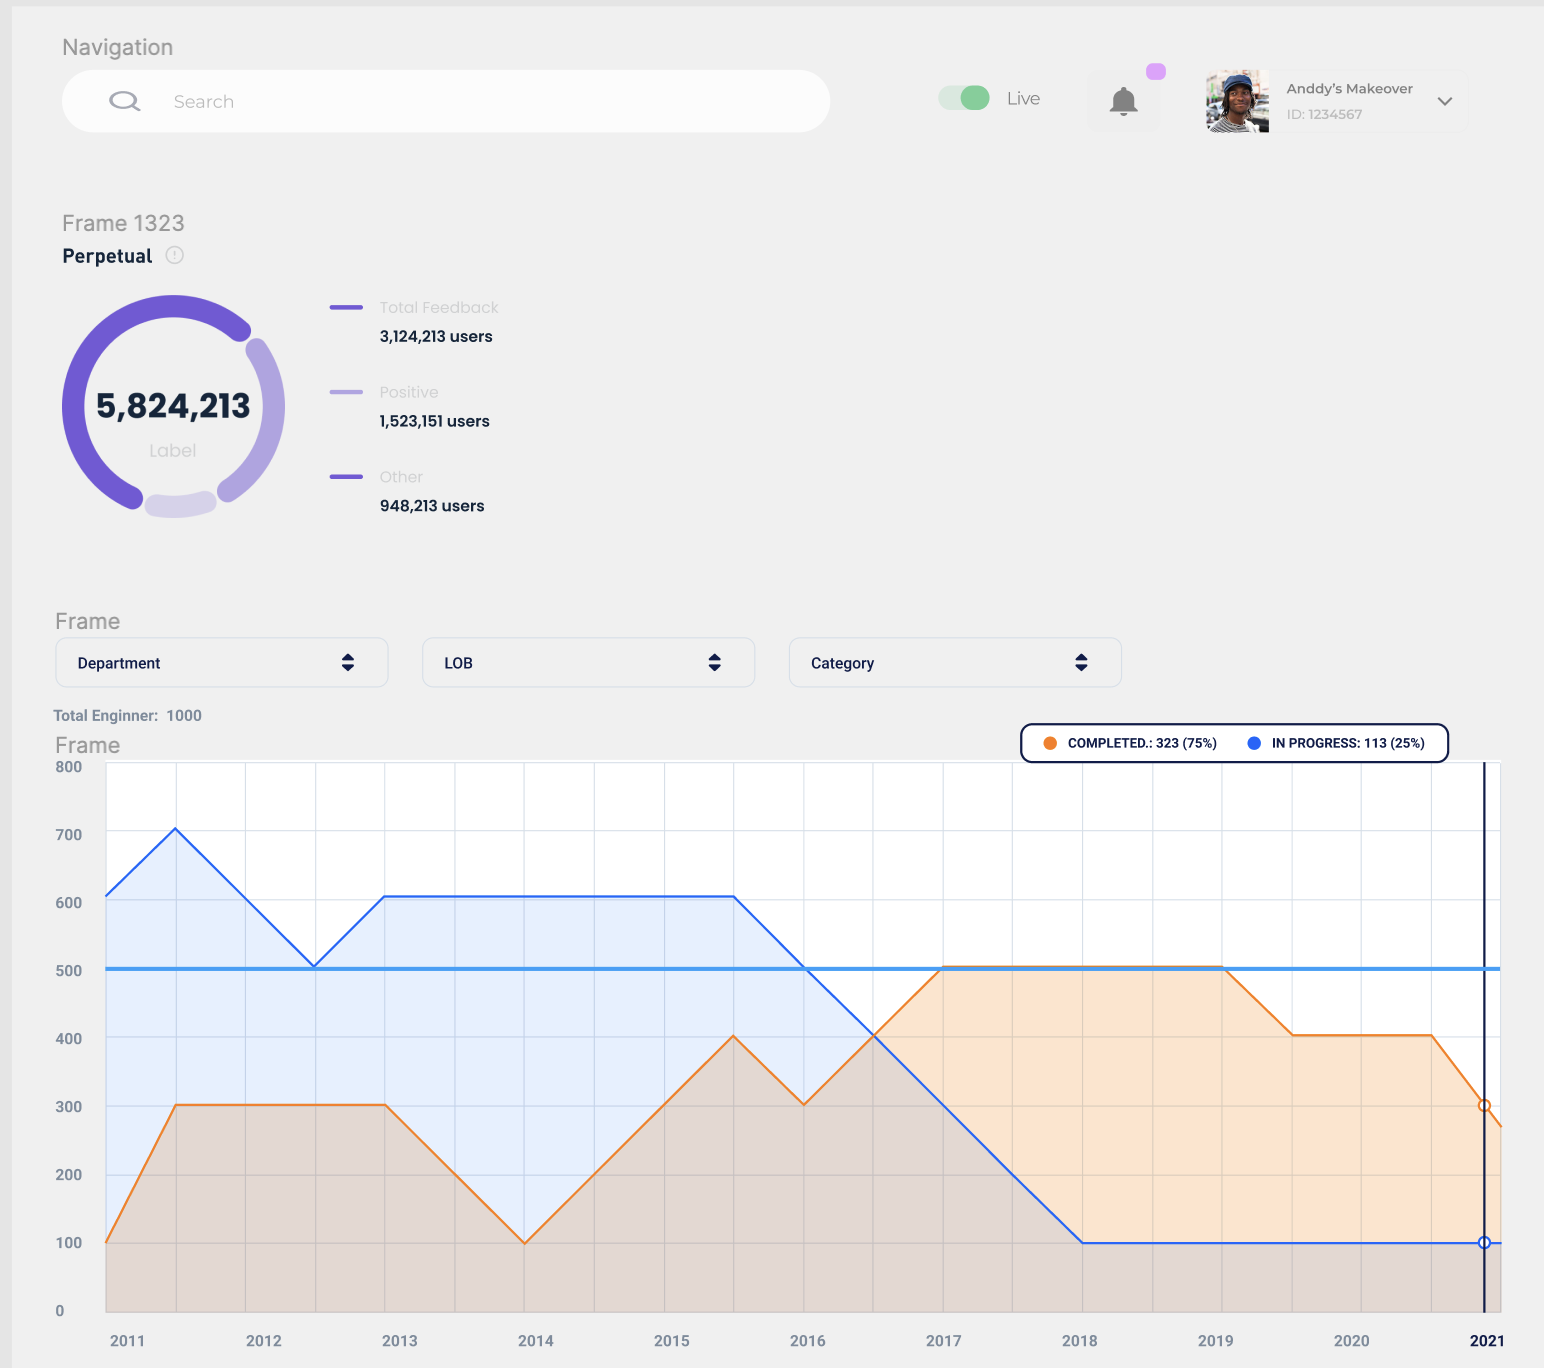 Navigation
Search
Live
Anddy's Makeover
ID: 1234567
Frame 1323
Perpetual
5,824,213
Label
Total Feedback
3,124,213 users
Positive
1,523,151 users
Other
948,213 users
Frame
Department
LOB
Category
Total Enginner: 1000
Frame
COMPLETED.: 323 (75%)
IN PROGRESS: 113 (25%)
800
700
600
500
400
300
200
100
0
2011 2012 2013 2014 2015 2016 2017 2018 2019 2020 2021